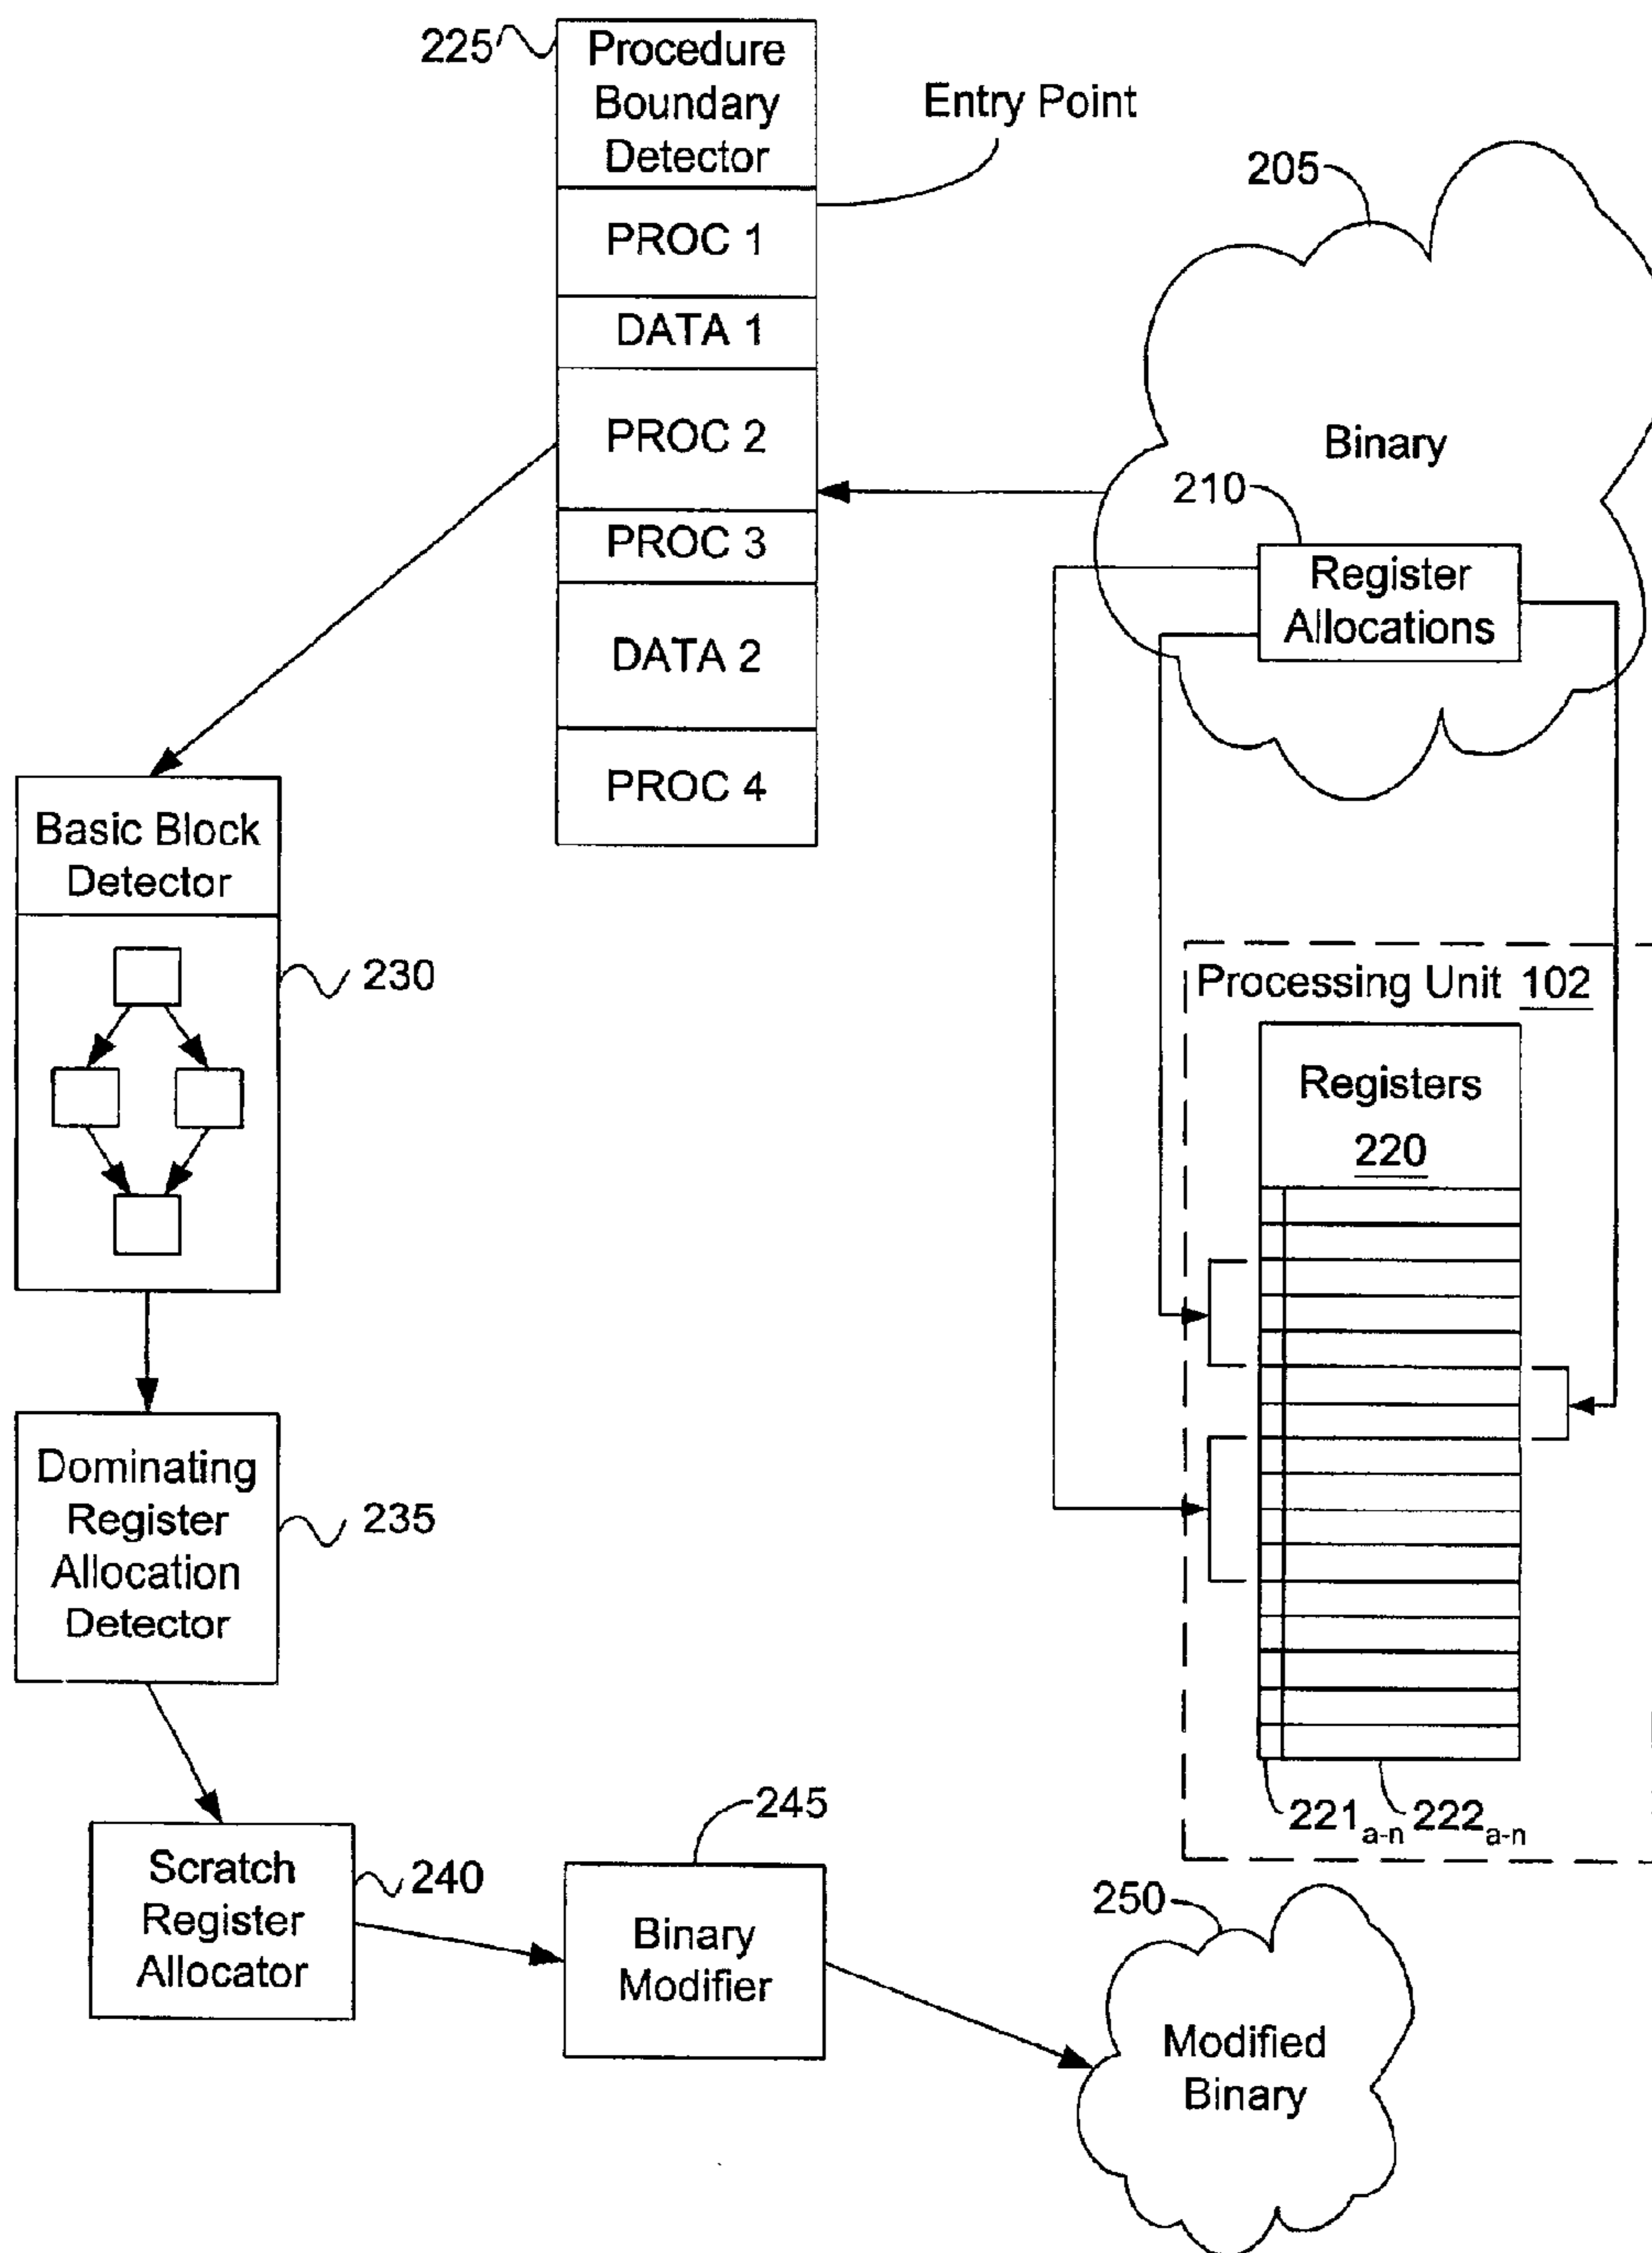 225
Procedure
Boundary
Detector
Entry Point
PROC 1
DATA 1
PROC 2
PROC 3
DATA 2
PROC 4
205
Binary
210
Register
Allocations
Basic Block
Detector
230
Processing Unit 102
Registers
220
221a-n 222a-n
Dominating
Register
Allocation
Detector
235
Scratch
Register
Allocator
240
245
Binary
Modifier
250
Modified
Binary